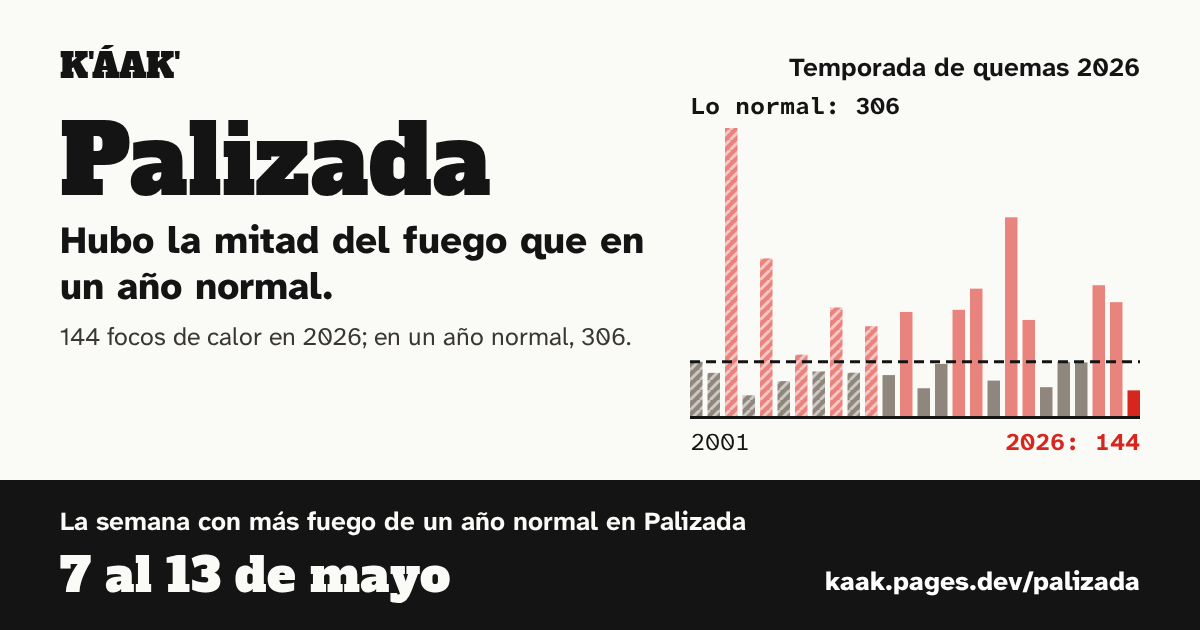 K'ÁAK'
Palizada
Hubo la mitad del fuego que en
un año normal.
144 focos de calor en 2026; en un año normal, 306.
Temporada de quemas 2026
Lo normal: 306
2001
2026: 144
La semana con más fuego de un año normal en Palizada
7 al 13 de mayo
kaak.pages.dev/palizada